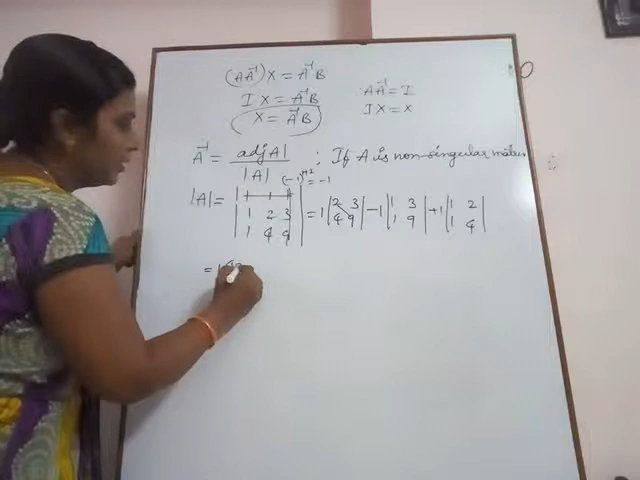 (AA⁻¹)X = A⁻¹B
IX = A⁻¹B
X = A⁻¹B
AA⁻¹ = I
IX = X
A⁻¹ = adjA| / |A| ; If A is non-singular matrix
(-1)¹⁺² = -1
|A| = |1 1 1| = 1 |2 3| -1 |1 3| +1 |1 2|
|1 2 3| |4 9| |1 9| |1 4|
|1 4 9|
= 1